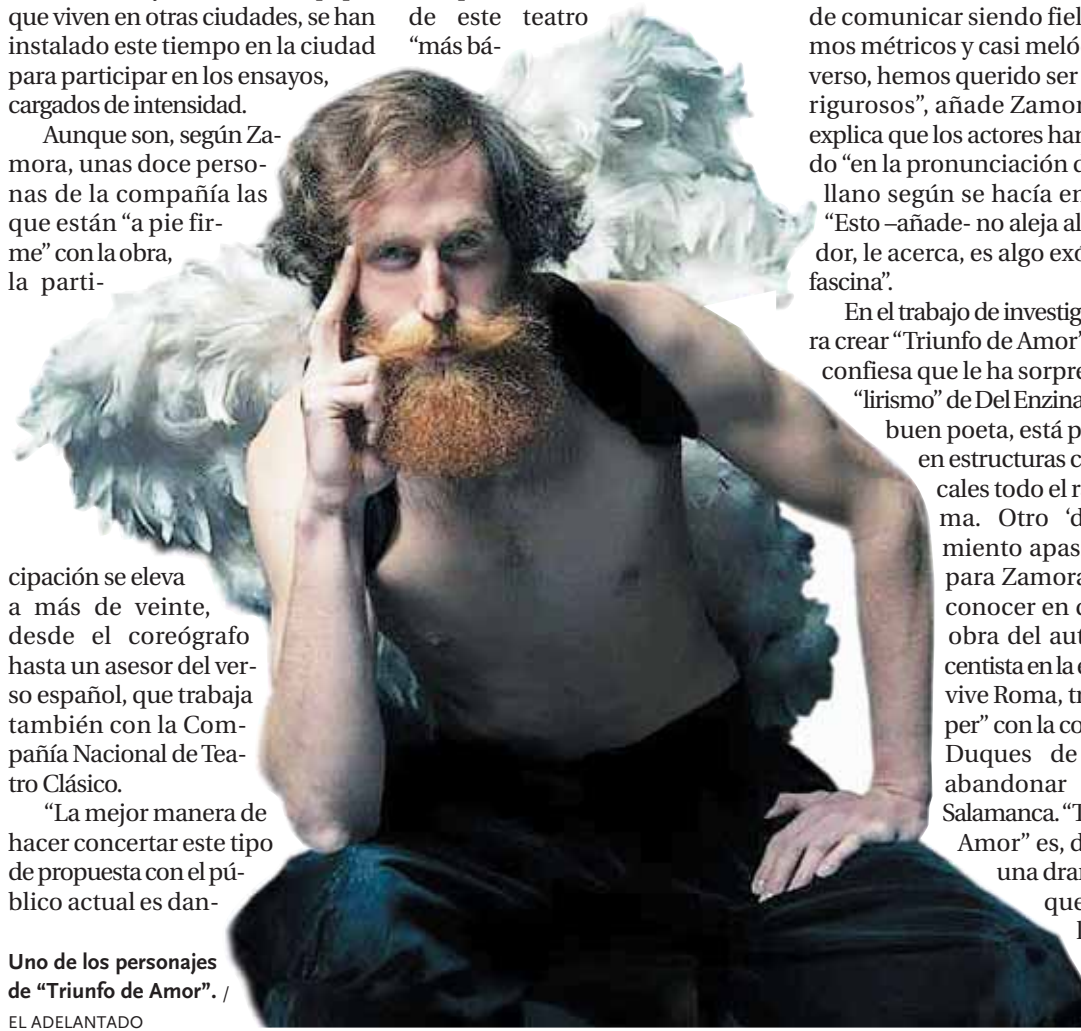 que viven en otras ciudades, se han
instalado este tiempo en la ciudad
para participar en los ensayos,
cargados de intensidad.
Aunque son, según Za-
mora, unas doce perso-
nas de la compañía las
que están “a pie fir-
me” con la obra,
la parti-
cipación se eleva
a más de veinte,
desde el coreógrafo
hasta un asesor del ver-
so español, que trabaja
también con la Com-
pañía Nacional de Tea-
tro Clásico.
“La mejor manera de
hacer concertar este tipo
de propuesta con el pú-
blico actual es dan-
Uno de los personajes
de “Triunfo de Amor”. /
EL ADELANTADO
de este teatro
“más bá-
de comunicar siendo fiel
mos métricos y casi meló
verso, hemos querido ser
rigurosos”, añade Zamor
explica que los actores han
do “en la pronunciación
llano según se hacía en
“Esto –añade- no aleja al
dor, le acerca, es algo exó
fascina”.
En el trabajo de investig
ra crear “Triunfo de Amor”
confiesa que le ha sorpre
“lirismo” de Del Enzina
buen poeta, está p
en estructuras c
cales todo el r
ma. Otro ‘d
miento apas
para Zamora
conocer en
obra del aut
centista en la
vive Roma, tr
per” con la co
Duques de
abandonar
Salamanca. “T
Amor” es, d
una dran
que